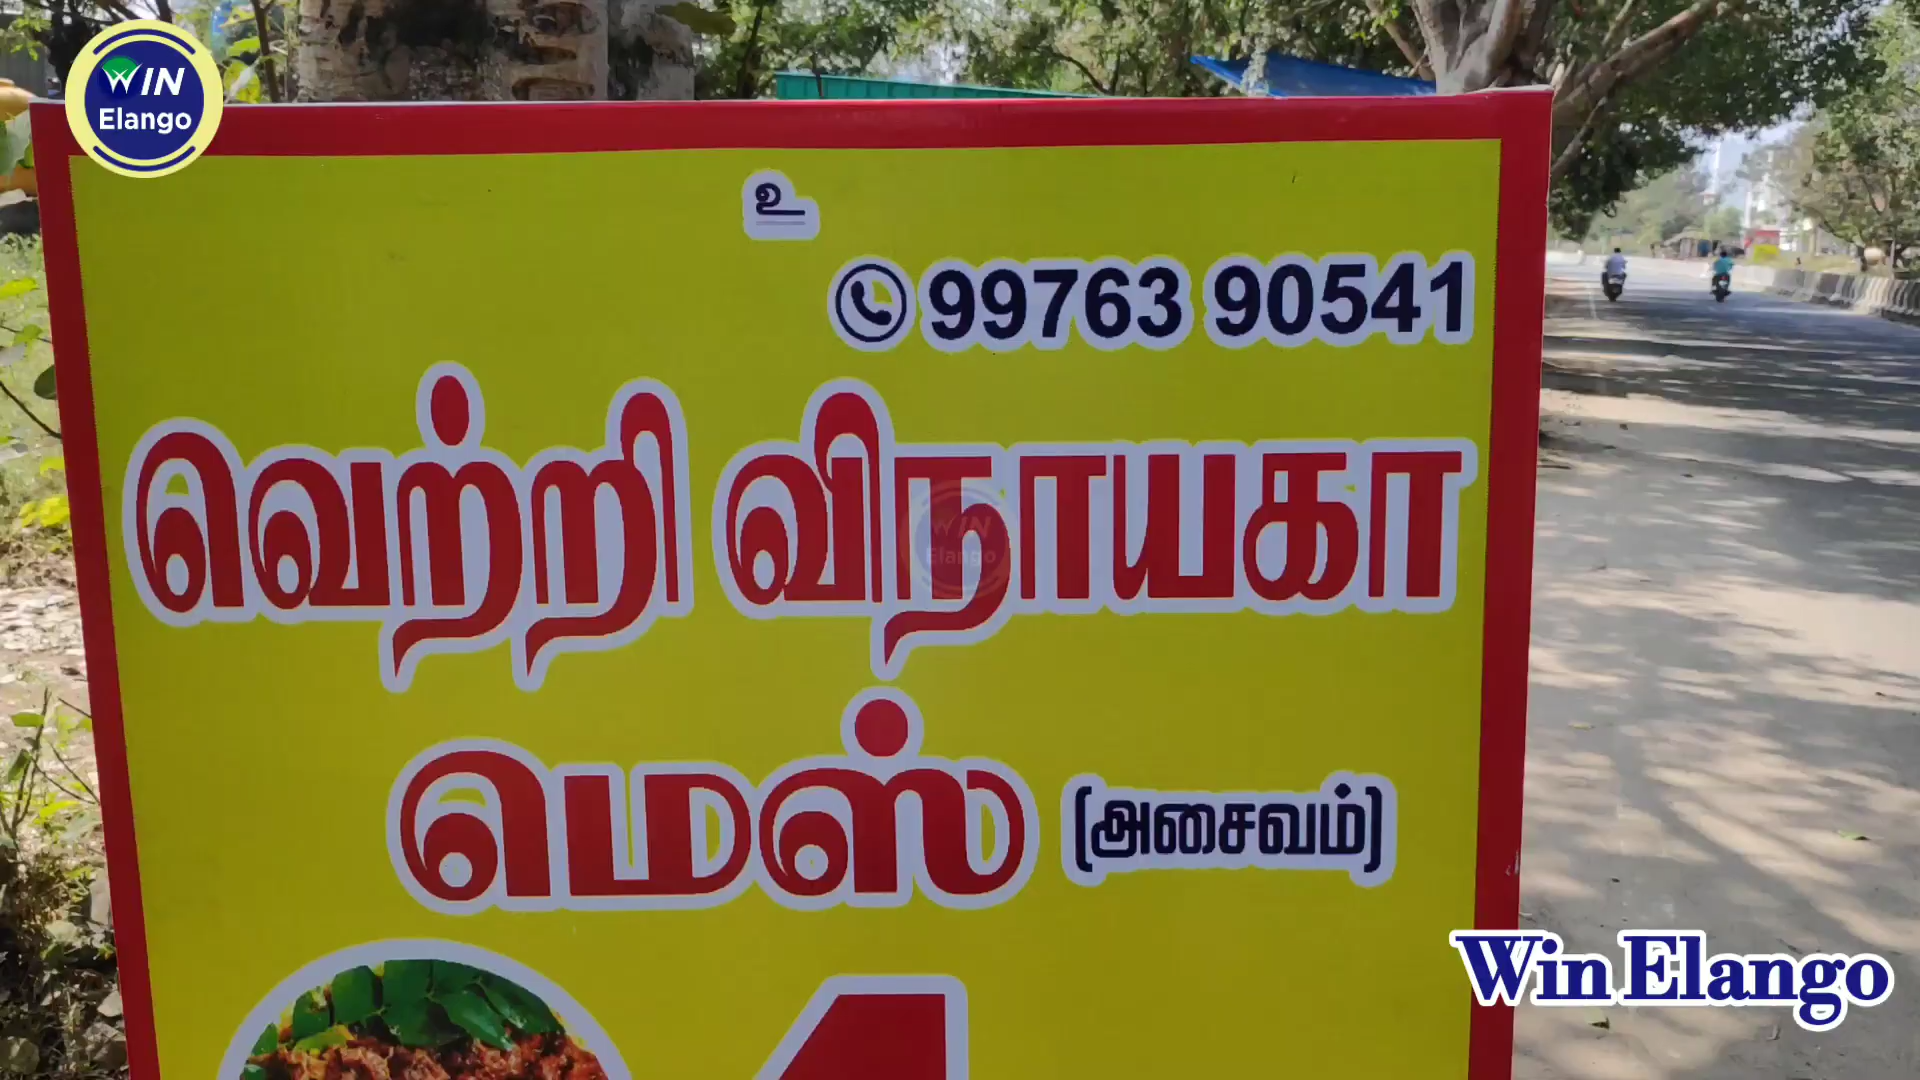 WIN
Elango
உ
99763 90541
வெற்றி விநாயகா
மெஸ் (அசைவம்)
Win Elango